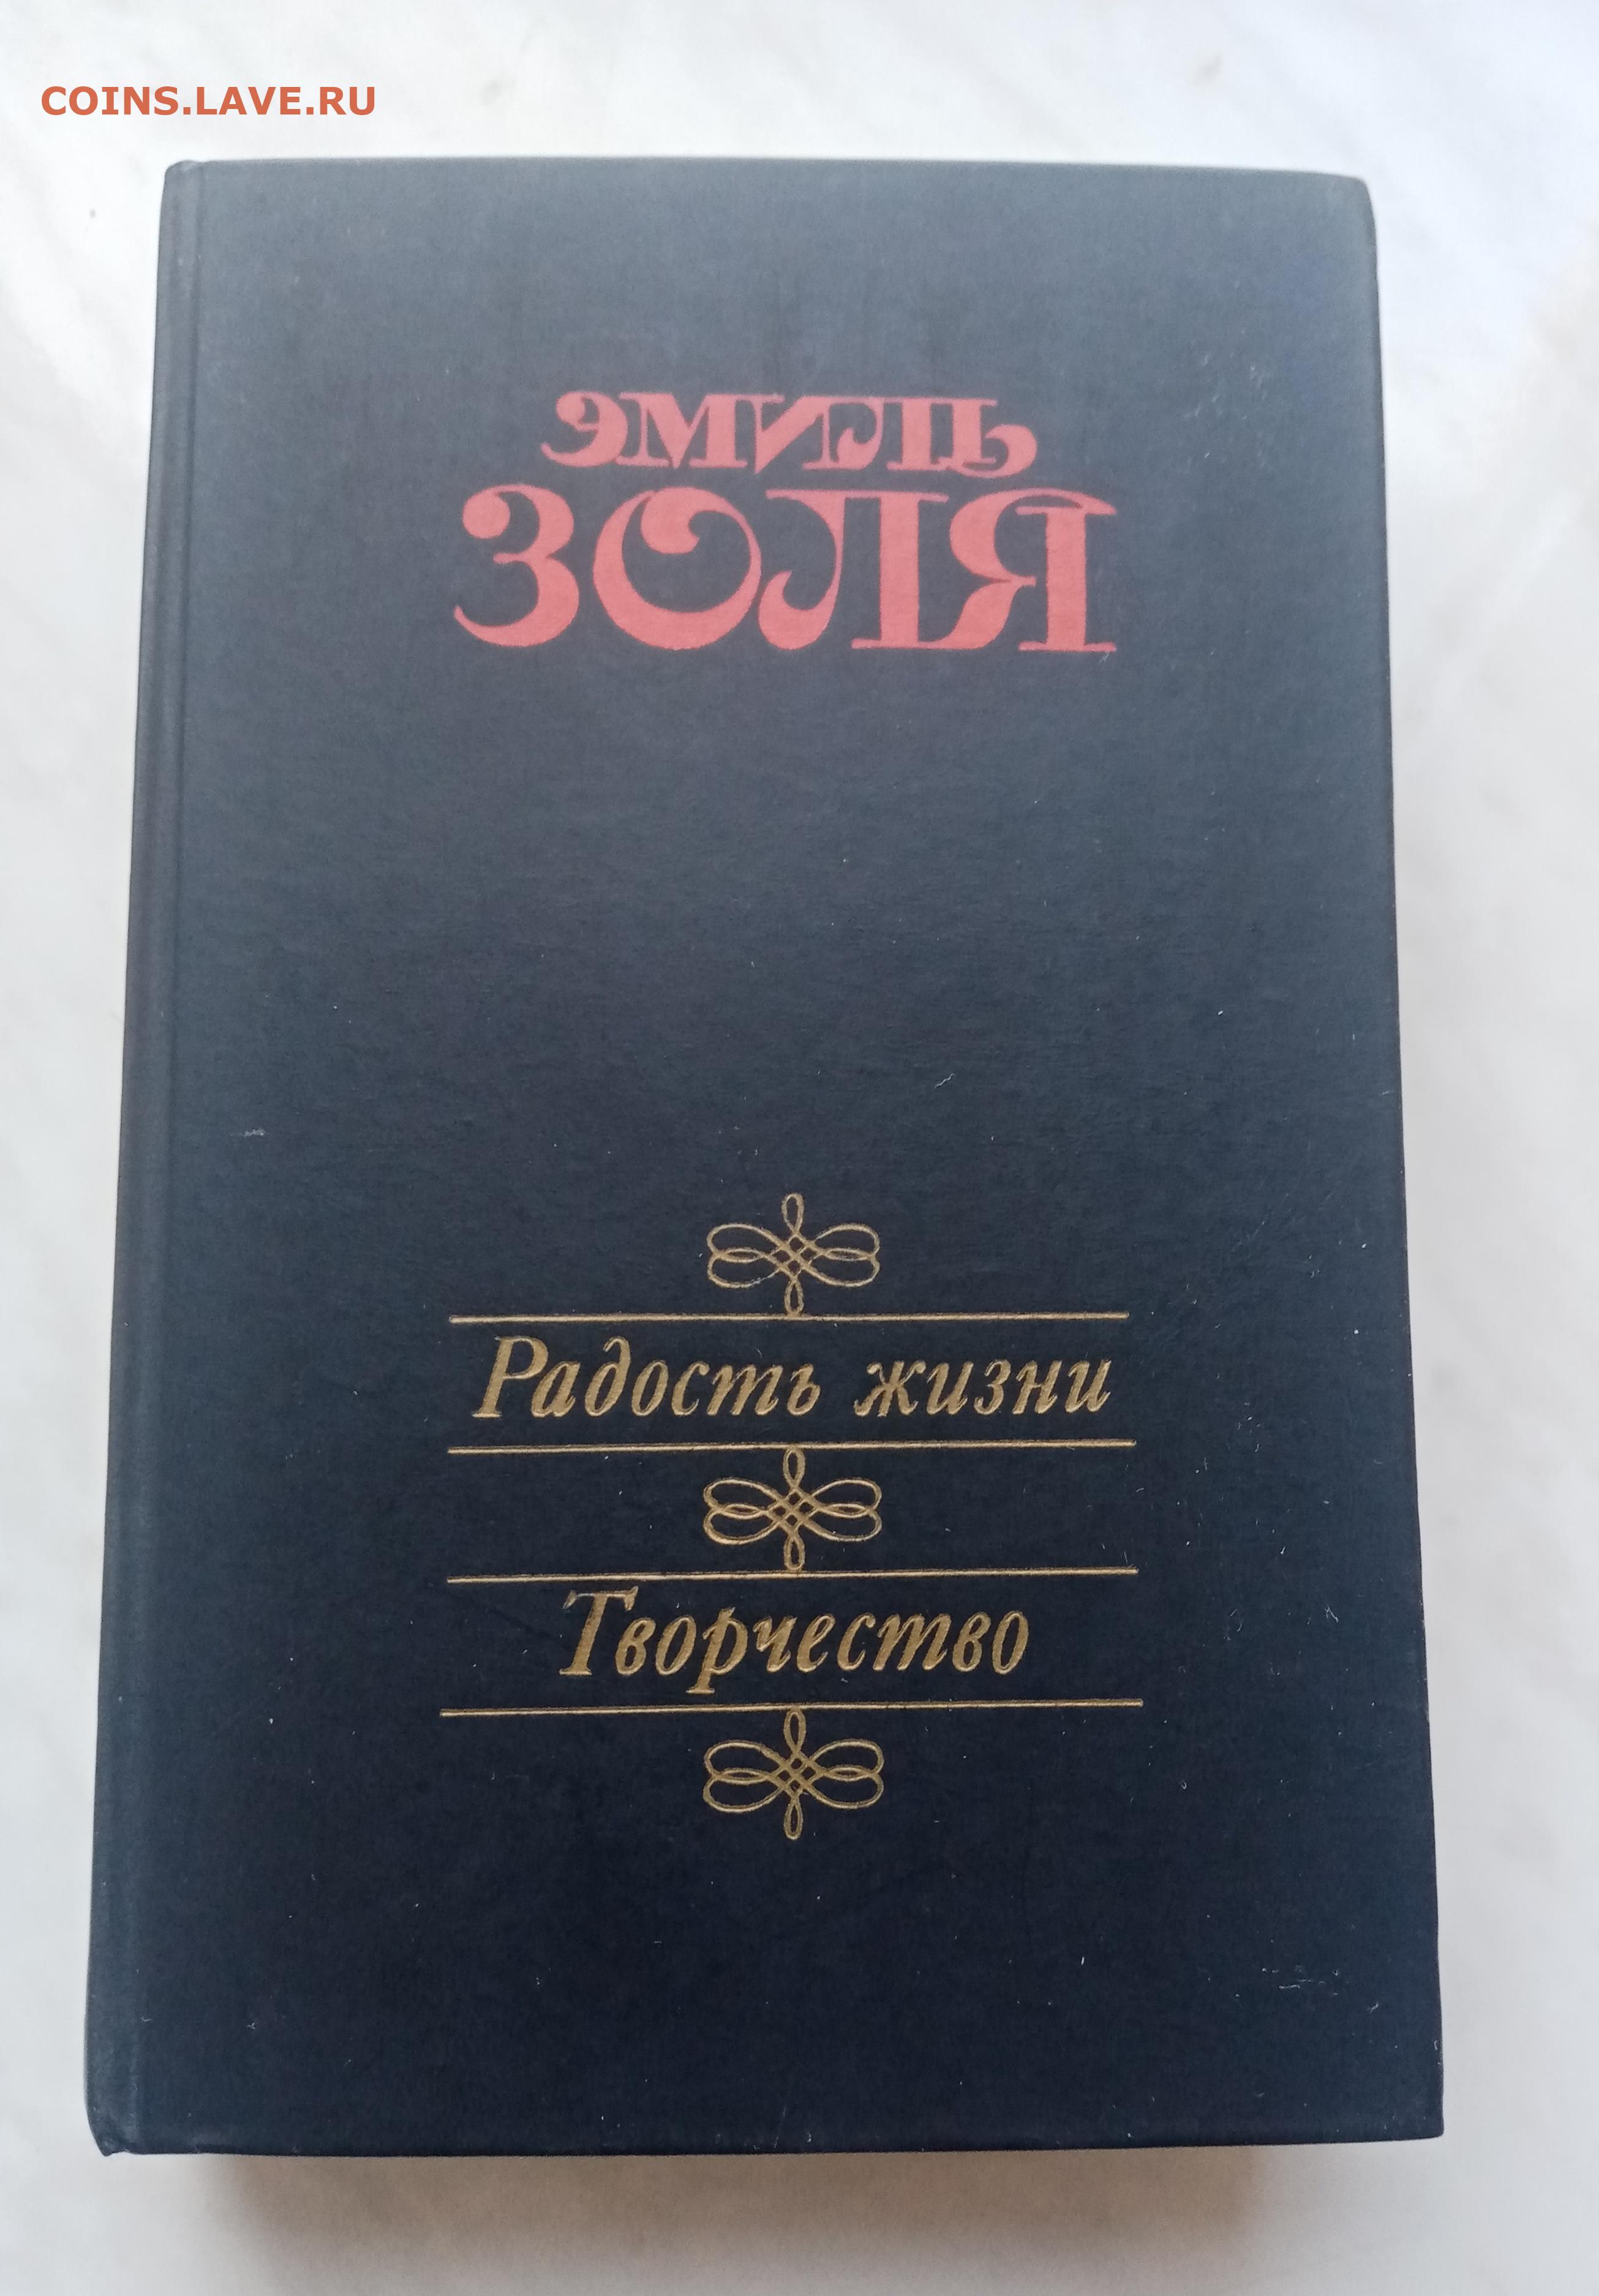 COINS.LAVE.RU
ЭМИЛЬ
ЗОЛЯ
Радость жизни
Творчество